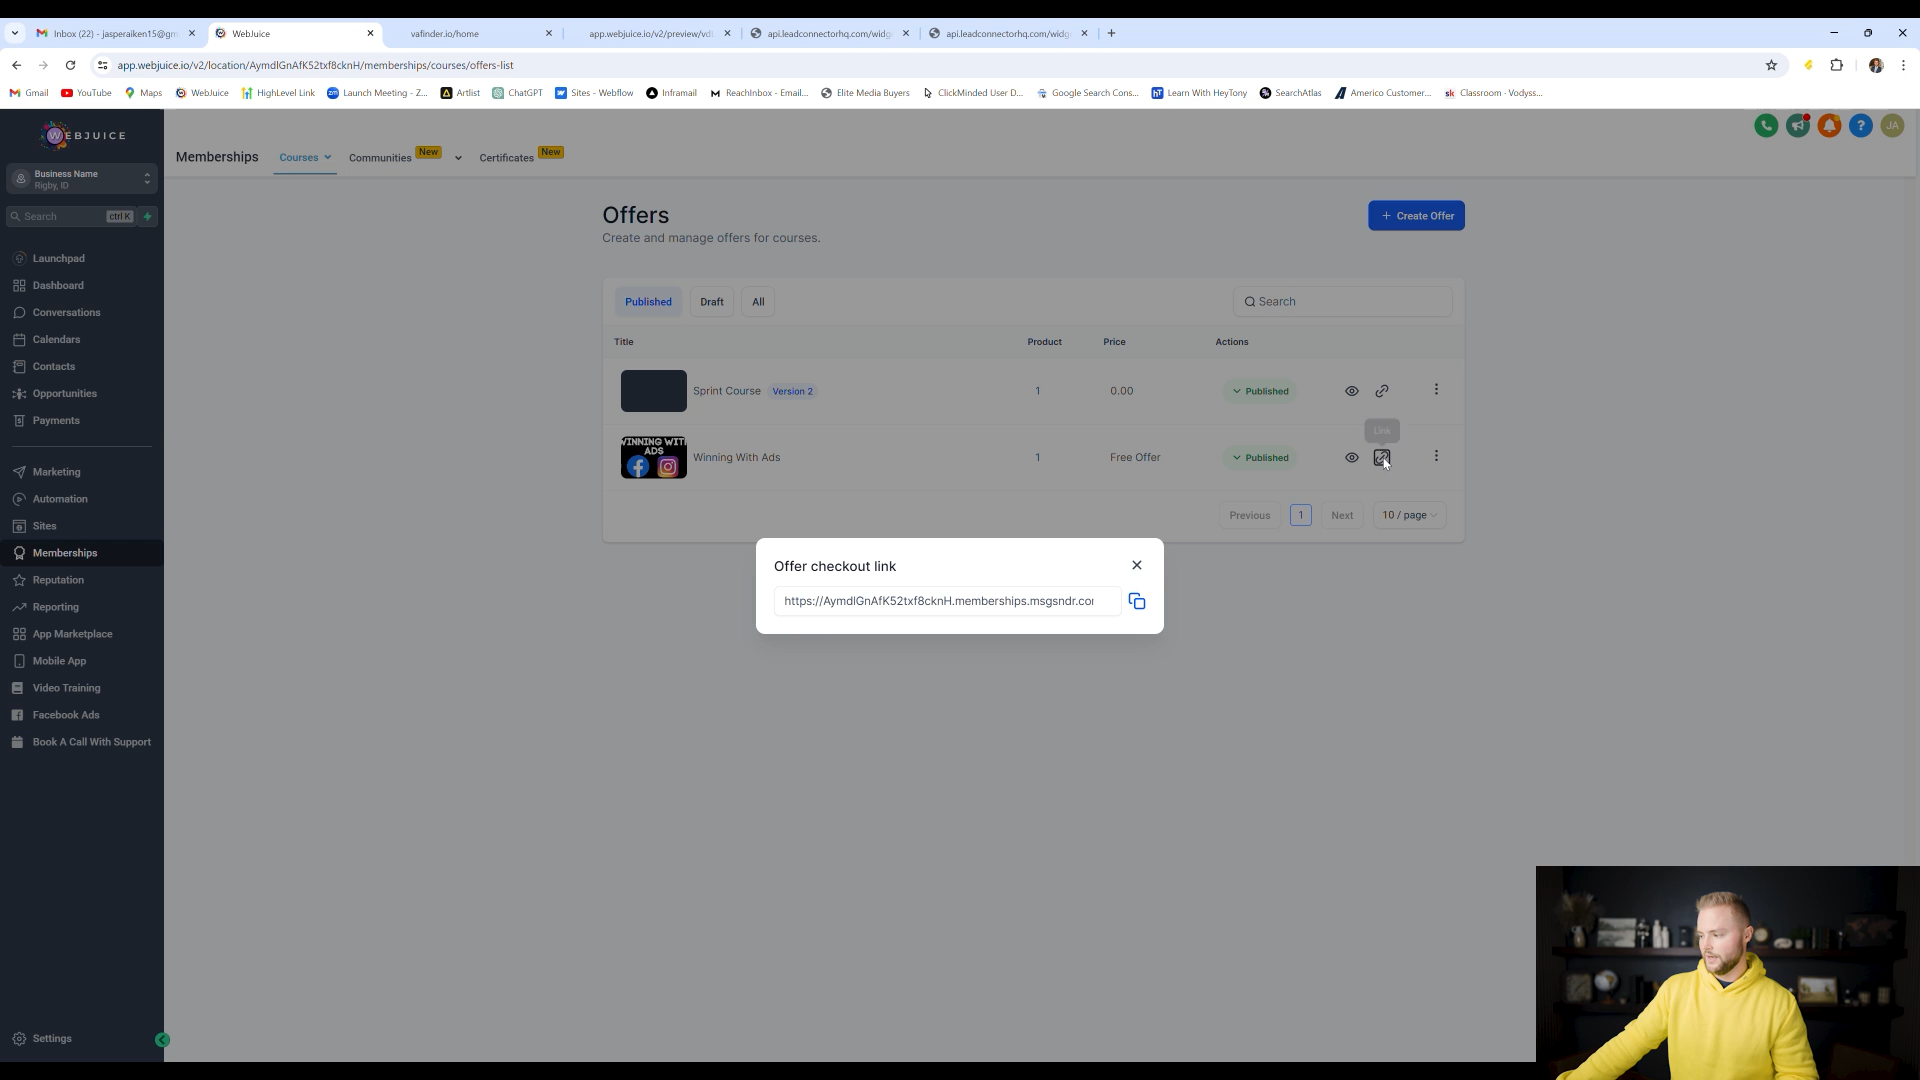 Inbox (22) - jasperaiken15@gm
WebJuice
vafinder.io/home
app.webjuice.io/v2/preview/vdl
api.leadconnectorhq.com/widg
api.leadconnectorhq.com/widg
app.webjuice.io/v2/location/AymdlGnAfK52txf8cknH/memberships/courses/offers-list
Gmail
YouTube
Maps
WebJuice
HighLevel Link
Launch Meeting - Z...
Artlist
ChatGPT
Sites - Webflow
Inframail
ReachInbox - Email...
Elite Media Buyers
ClickMinded User D...
Google Search Cons...
Learn With HeyTony
SearchAtlas
Americo Customer...
Classroom - Vodyss...
WEBJUICE
JA
Memberships
Courses
Communities
New
Certificates
New
Business Name
Rigby, ID
Search
ctrl K
Launchpad
Dashboard
Conversations
Calendars
Contacts
Opportunities
Payments
Marketing
Automation
Sites
Memberships
Reputation
Reporting
App Marketplace
Mobile App
Video Training
Facebook Ads
Book A Call With Support
Settings
Offers
Create and manage offers for courses.
+ Create Offer
Published
Draft
All
Search
Title
Product
Price
Actions
Sprint Course
Version 2
1
0.00
Published
Link
WINNING WITH
ADS
Winning With Ads
1
Free Offer
Published
Previous
1
Next
10 / page
Offer checkout link
https://AymdlGnAfK52txf8cknH.memberships.msgsndr.co